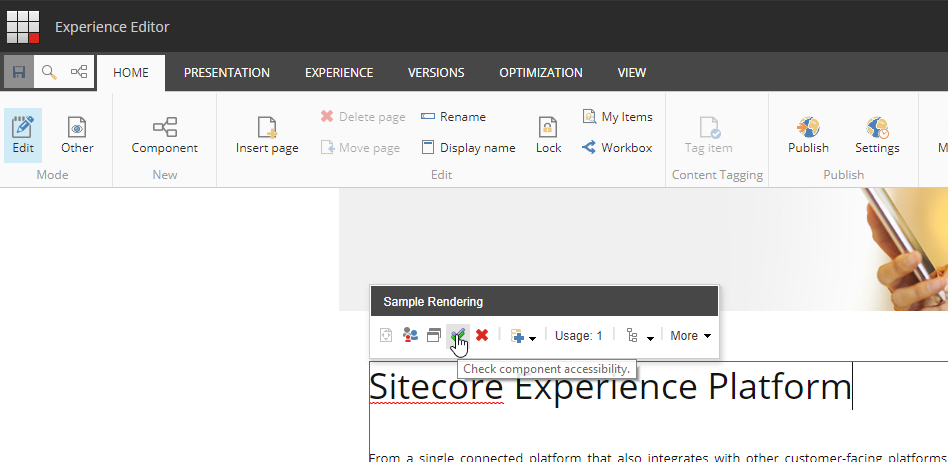 Experience Editor
HOME PRESENTATION EXPERIENCE VERSIONS OPTIMIZATION VIEW
Delete page Rename My Items
Edit Other Component Insert page Move page Display name Lock Workbox Tag item Publish Settings M
Mode New Edit Content Tagging Publish
Sample Rendering
Usage: 1 More
Check component accessibility.
Sitecore Experience Platform
From a single connected platform that also integrates with other customer-facing platforms